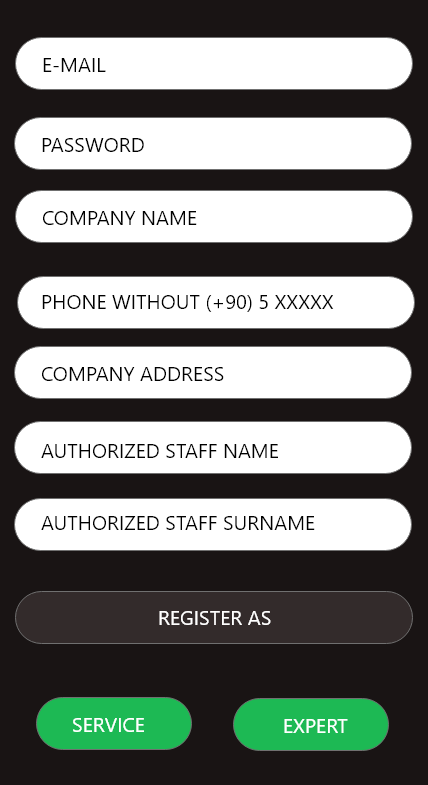 E-MAIL
PASSWORD
COMPANY NAME
PHONE WITHOUT (+90) 5 XXXXX
COMPANY ADDRESS
AUTHORIZED STAFF NAME
AUTHORIZED STAFF SURNAME
REGISTER AS
SERVICE
EXPERT